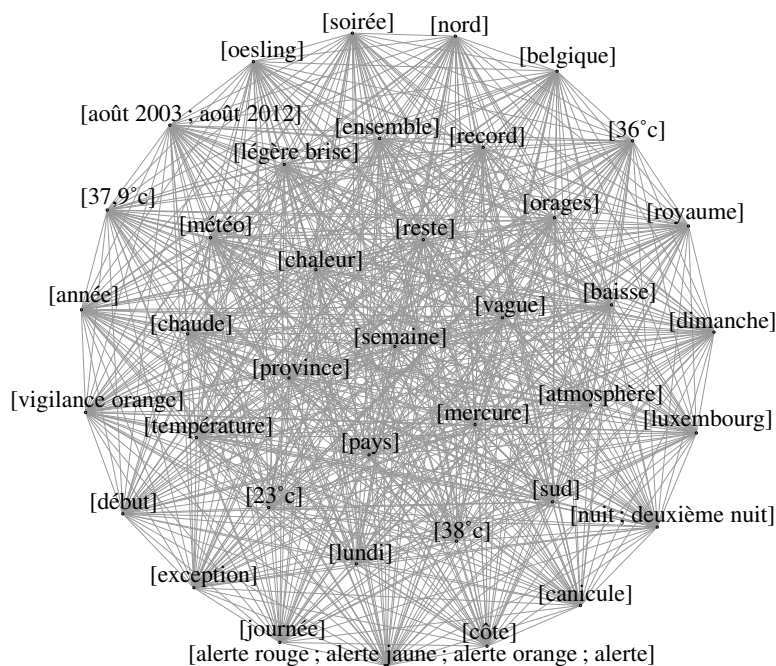 [soirée]
[nord]
[oesling]
[belgique]
[août 2003 ; août 2012]
[ensemble]
[record]
[36°c]
[légère brise]
[37,9°c]
[météo]
[reste]
[orages]
[royaume]
[chaleur]
[année]
[chaude]
[semaine]
[vague]
[baisse]
[dimanche]
[province]
[vigilance orange]
[température]
[pays]
[mercure]
[atmosphère]
[luxembourg]
[début]
[23°c]
[38°c]
[sud]
[nuit ; deuxième nuit]
[exception]
[lundi]
[canicule]
[journée]
[côte]
[alerte rouge ; alerte jaune ; alerte orange ; alerte]